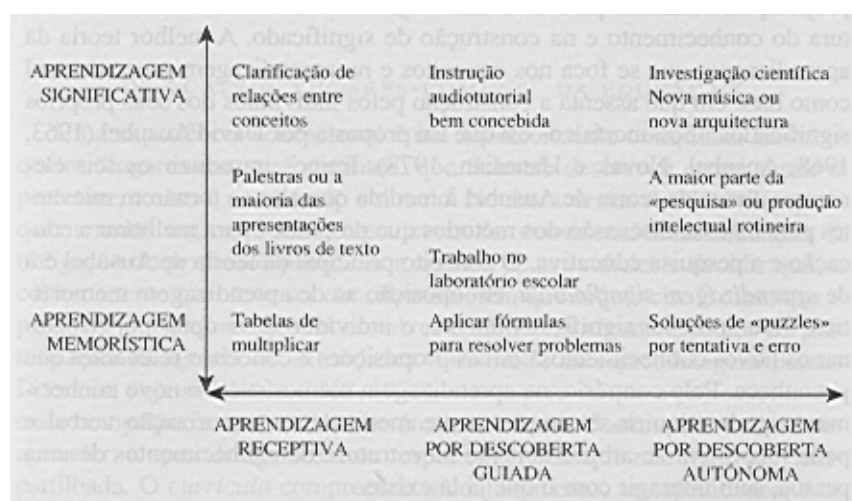 APRENDIZAGEM
SIGNIFICATIVA
Clarificação de
relações entre
conceitos
Instrução
audiotutorial
bem concebida
Investigação científica
Nova música ou
nova arquitectura
Palestras ou a
maioria das
apresentações
dos livros de texto
Trabalho no
laboratório escolar
A maior parte da
«pesquisa» ou produção
intelectual rotineira
APRENDIZAGEM
MEMORÍSTICA
Tabelas de
multiplicar
Aplicar fórmulas
para resolver problemas
Soluções de «puzzles»
por tentativa e erro
APRENDIZAGEM
RECEPTIVA
APRENDIZAGEM
POR DESCOBERTA
GUIADA
APRENDIZAGEM
POR DESCOBERTA
AUTÓNOMA